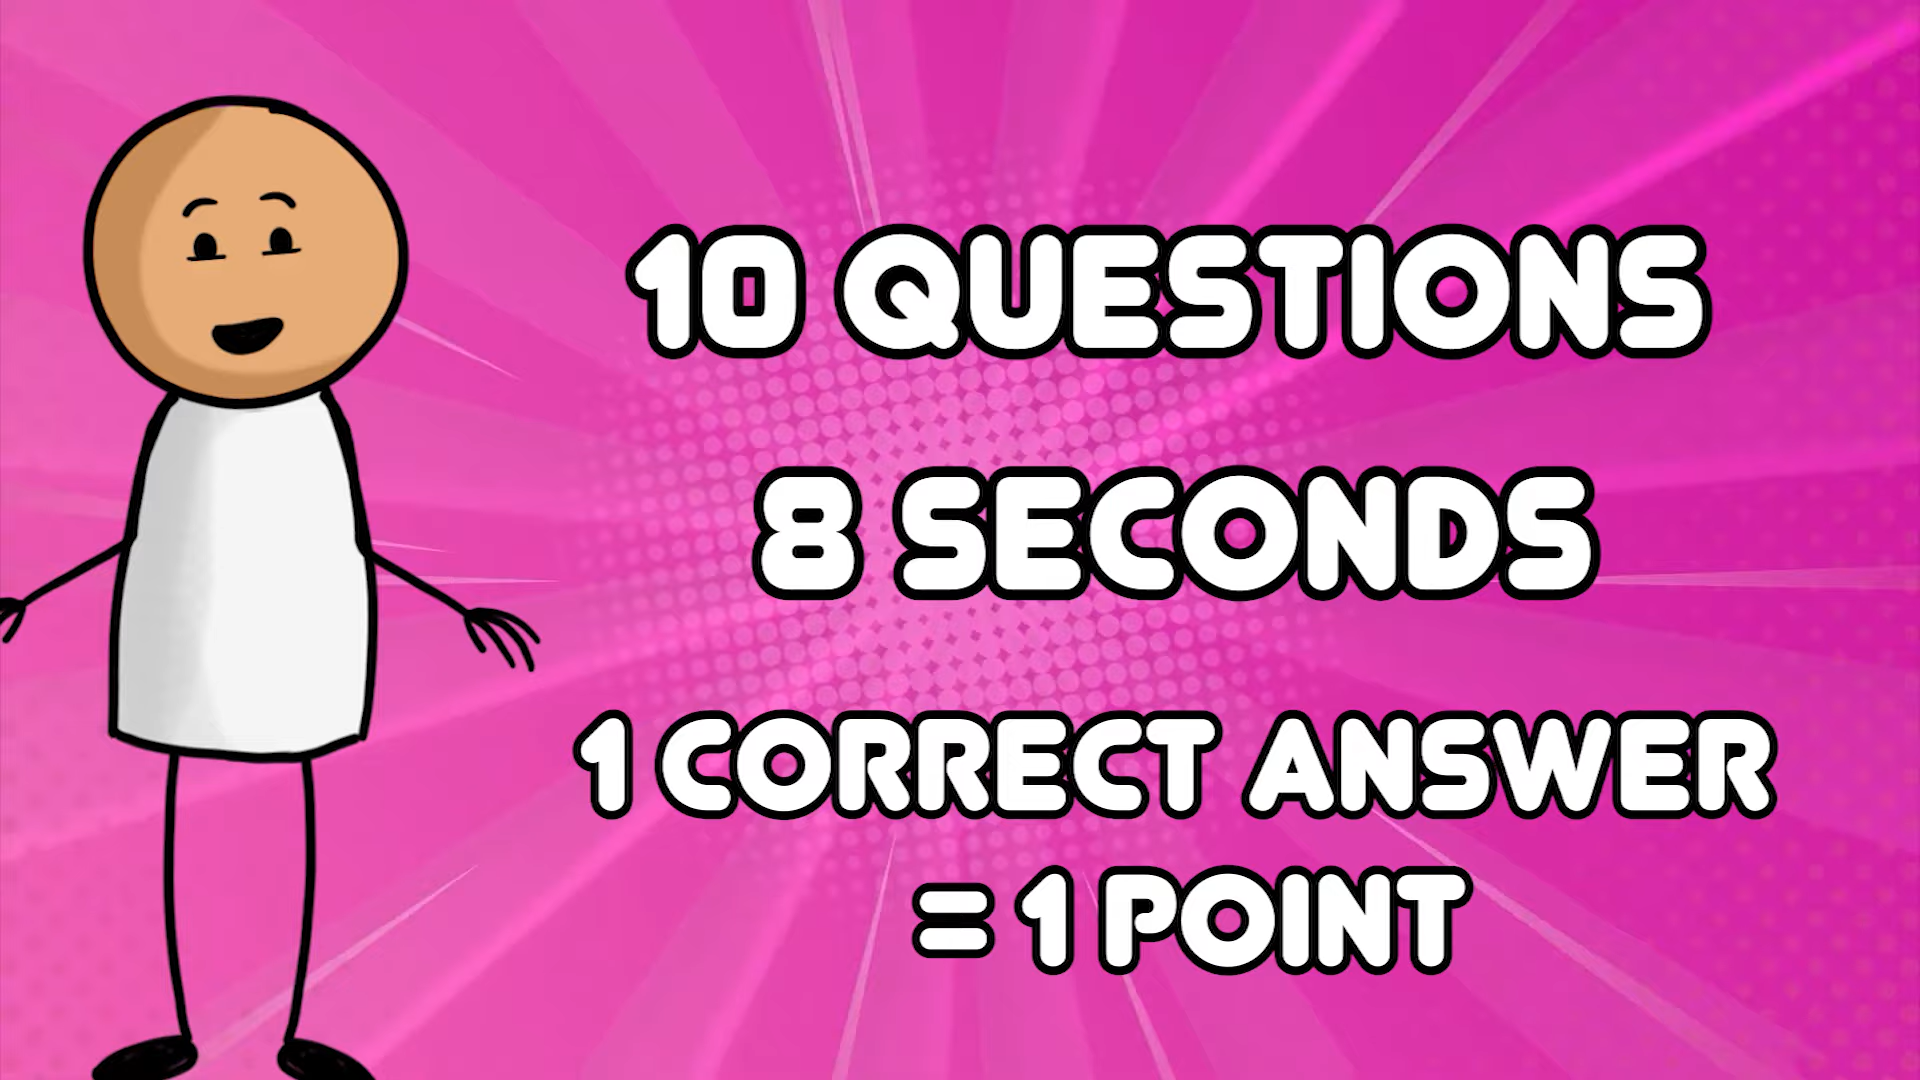 10 QUESTIONS
8 SECONDS
1 CORRECT ANSWER
= 1 POINT